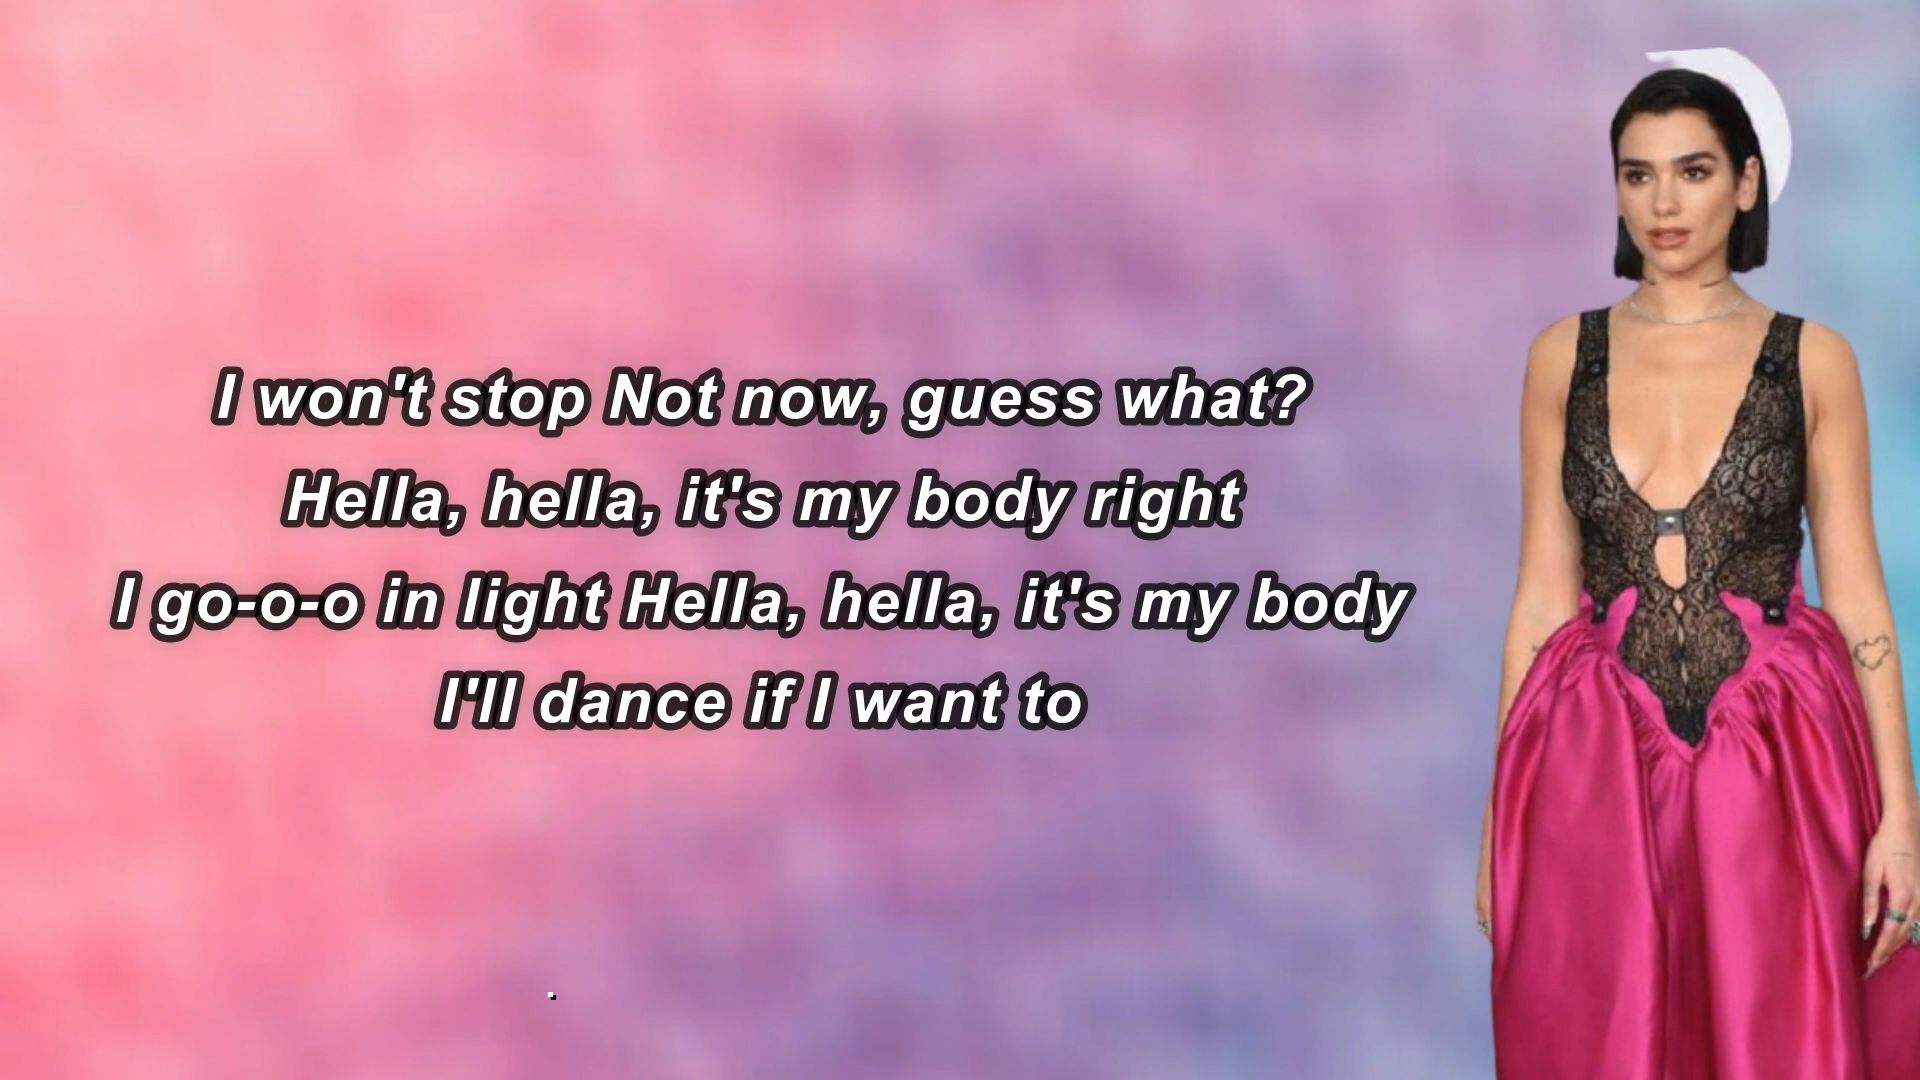 I won't stop Not now, guess what?
Hella, hella, it's my body right
I go-o-o in light Hella, hella, it's my body
I'll dance if I want to